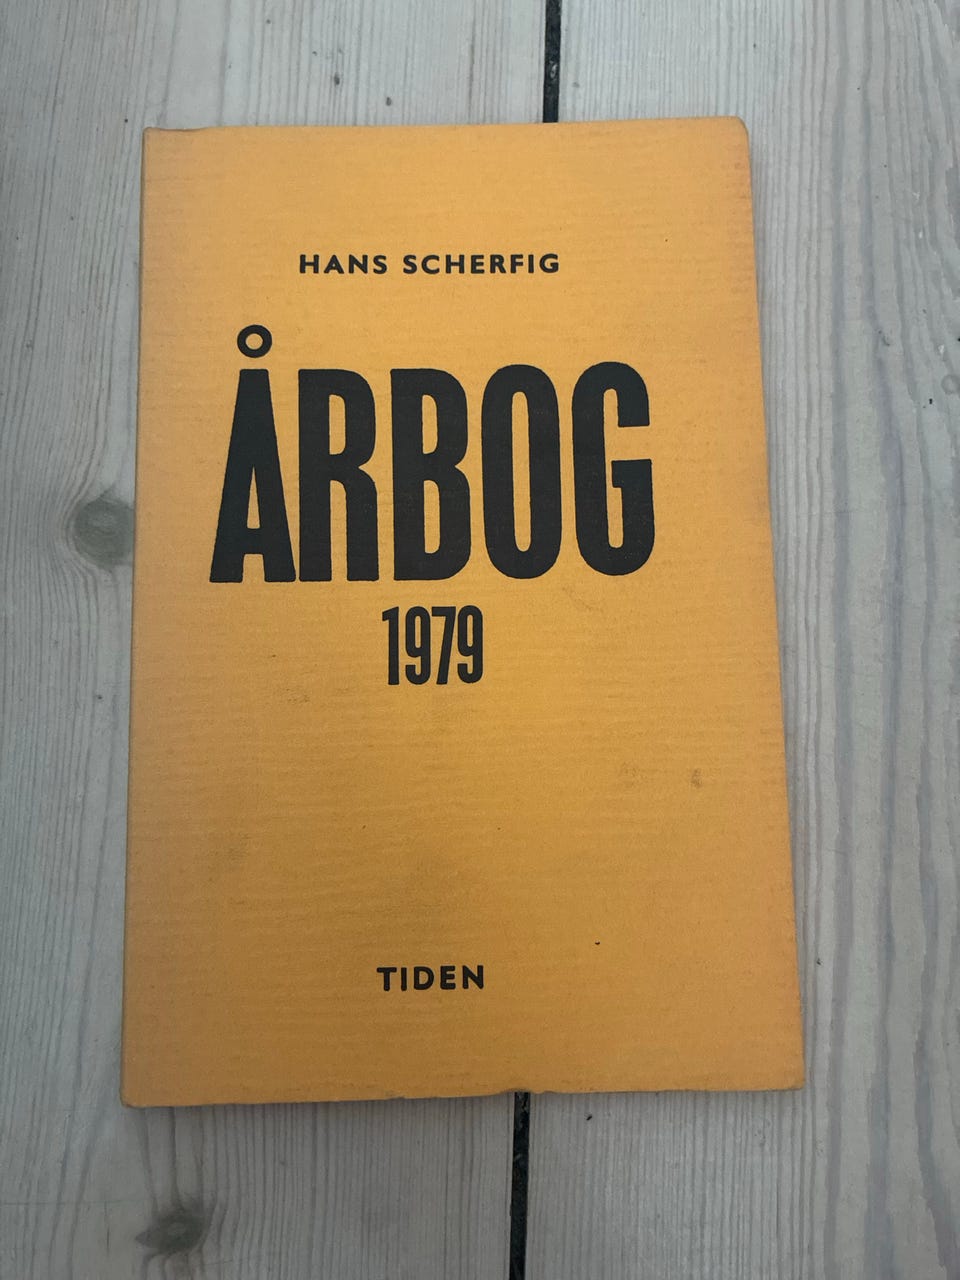 HANS SCHERFIG
ÅRBOG
1979
TIDEN